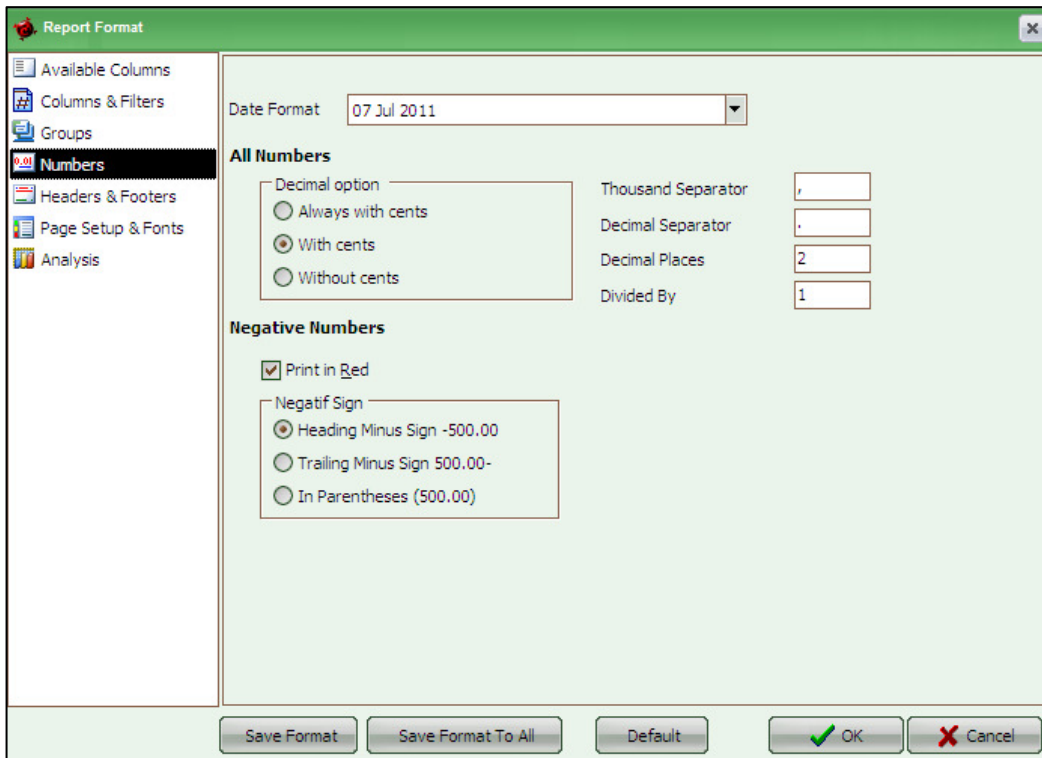 Report Format
Available Columns
Columns & Filters
Groups
0.01 Numbers
Headers & Footers
Page Setup & Fonts
Analysis
Date Format 07 Jul 2011
All Numbers
Decimal option
Always with cents
With cents
Without cents
Thousand Separator ,
Decimal Separator .
Decimal Places 2
Divided By 1
Negative Numbers
Print in Red
Negatif Sign
Heading Minus Sign -500.00
Trailing Minus Sign 500.00-
In Parentheses (500.00)
Save Format Save Format To All Default OK Cancel